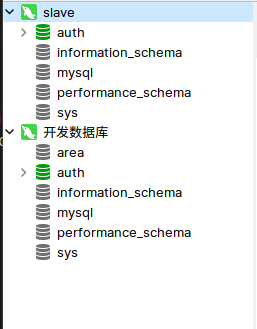 slave
auth
information_schema
mysql
performance_schema
sys
开发数据库
area
auth
information_schema
mysql
performance_schema
sys